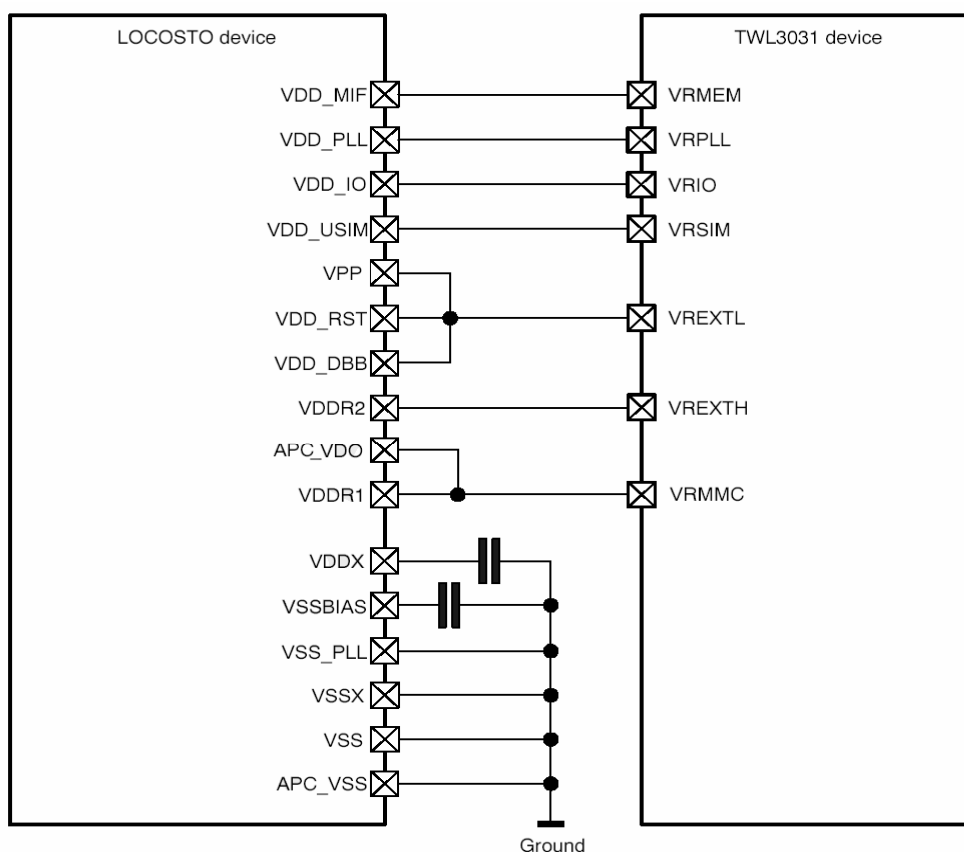 LOCOSTO device TWL3031 device
VDD_MIF VRMEM
VDD_PLL VRPLL
VDD_IO VRIO
VDD_USIM VRSIM
VPP
VDD_RST VREXTL
VDD_DBB
VDDR2 VREXTH
APC_VDO
VDDR1 VRMMC
VDDX
VSSBIAS
VSS_PLL
VSSX
VSS
APC_VSS
Ground